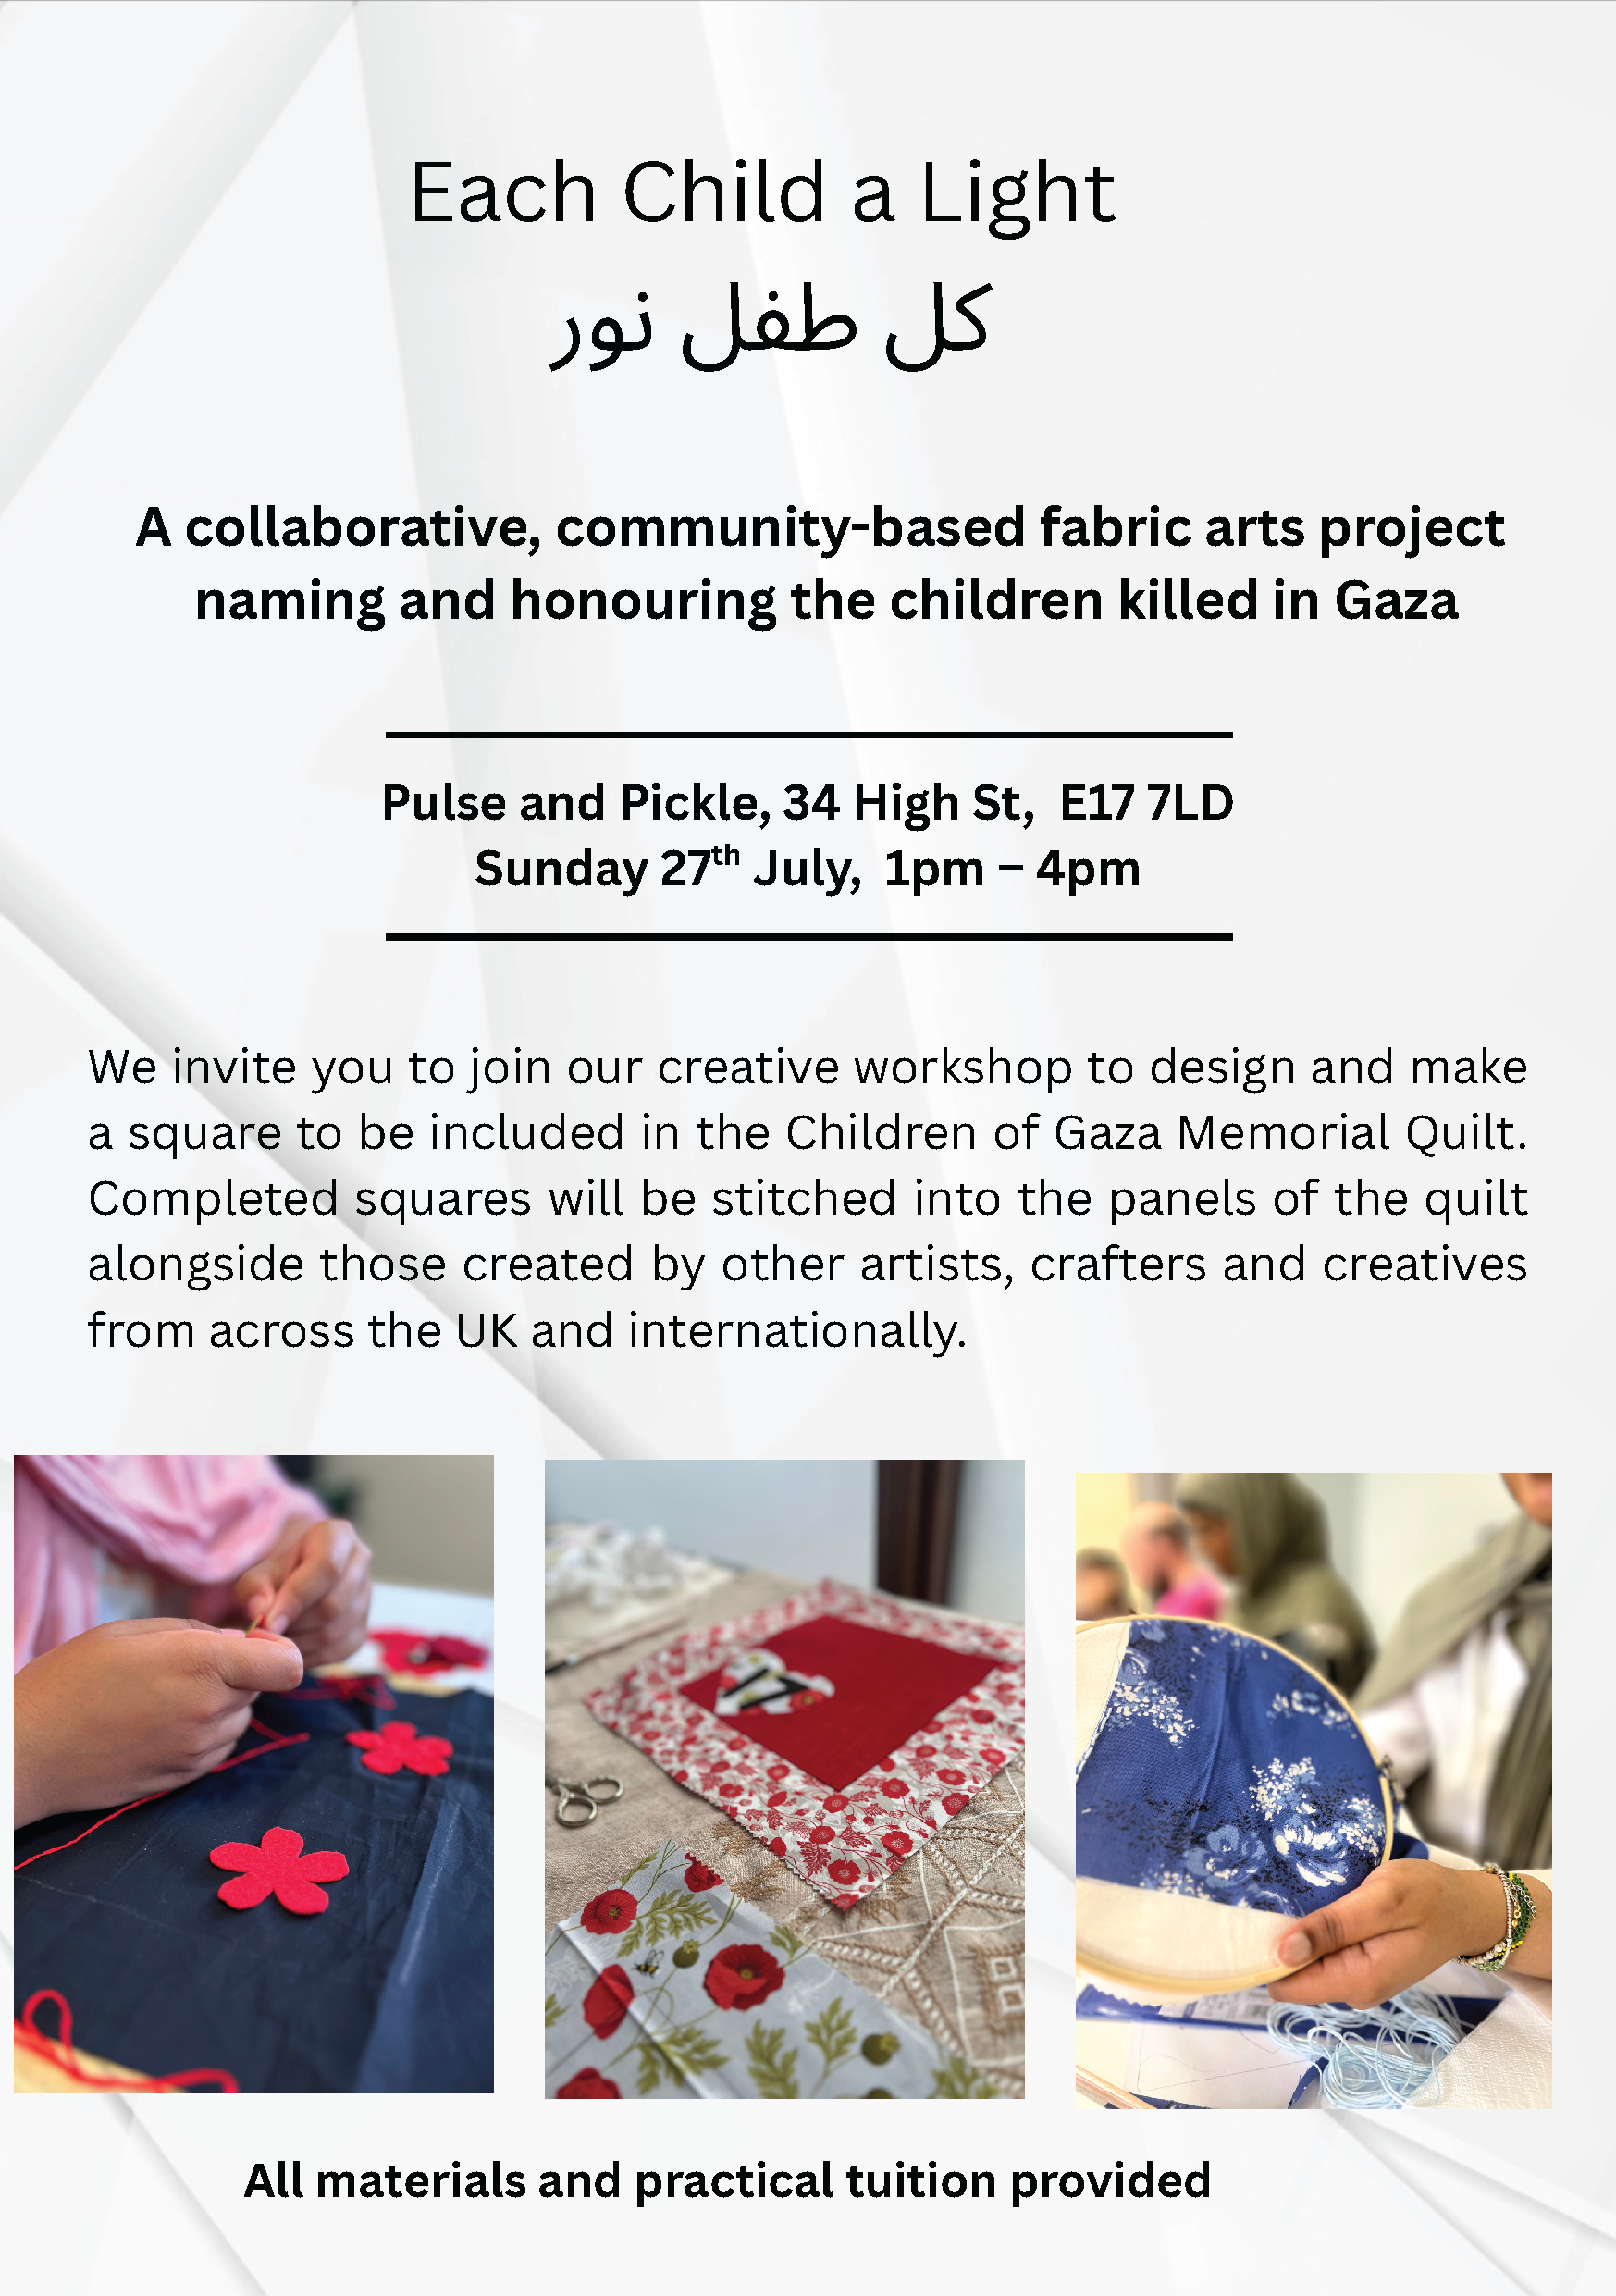 Each Child a Light
كل طفل نور
A collaborative, community-based fabric arts project
naming and honouring the children killed in Gaza
Pulse and Pickle, 34 High St, E17 7LD
Sunday 27th July, 1pm – 4pm
We invite you to join our creative workshop to design and make
a square to be included in the Children of Gaza Memorial Quilt.
Completed squares will be stitched into the panels of the quilt
alongside those created by other artists, crafters and creatives
from across the UK and internationally.
All materials and practical tuition provided